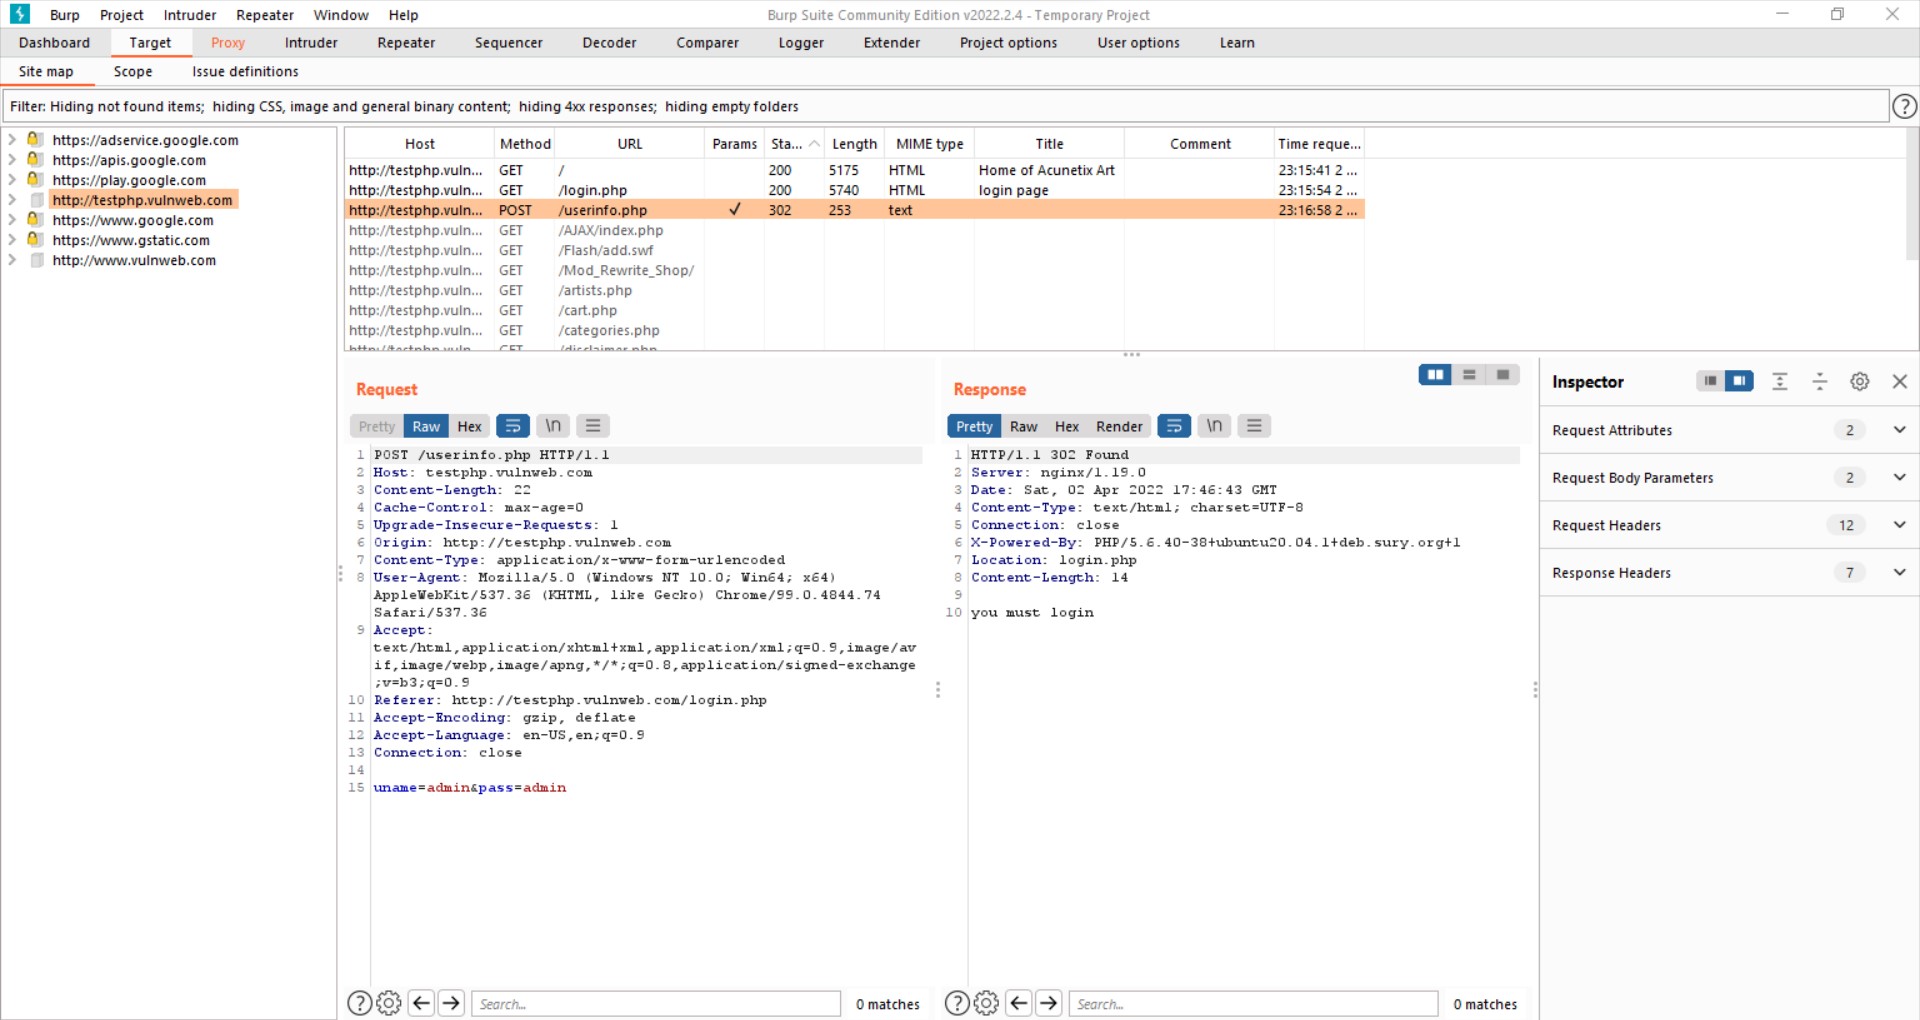 Burp Project Intruder Repeater Window Help
Burp Suite Community Edition v2022.2.4 - Temporary Project
Dashboard Target Proxy Intruder Repeater Sequencer Decoder Comparer Logger Extender Project options User options Learn
Site map Scope Issue definitions
Filter: Hiding not found items; hiding CSS, image and general binary content; hiding 4xx responses; hiding empty folders
?
https://adservice.google.com
https://apis.google.com
https://play.google.com
http://testphp.vulnweb.com
https://www.google.com
https://www.gstatic.com
http://www.vulnweb.com
Host Method URL Params Sta... Length MIME type Title Comment Time reque...
http://testphp.vuln... GET / 200 5175 HTML Home of Acunetix Art 23:15:41 2 ...
http://testphp.vuln... GET /login.php 200 5740 HTML login page 23:15:54 2 ...
http://testphp.vuln... POST /userinfo.php ✓ 302 253 text 23:16:58 2 ...
http://testphp.vuln... GET /AJAX/index.php
http://testphp.vuln... GET /Flash/add.swf
http://testphp.vuln... GET /Mod_Rewrite_Shop/
http://testphp.vuln... GET /artists.php
http://testphp.vuln... GET /cart.php
http://testphp.vuln... GET /categories.php
http://testphp.vuln... GET /disclaimer.php
Request
Pretty Raw Hex \n
1 POST /userinfo.php HTTP/1.1
2 Host: testphp.vulnweb.com
3 Content-Length: 22
4 Cache-Control: max-age=0
5 Upgrade-Insecure-Requests: 1
6 Origin: http://testphp.vulnweb.com
7 Content-Type: application/x-www-form-urlencoded
8 User-Agent: Mozilla/5.0 (Windows NT 10.0; Win64; x64)
AppleWebKit/537.36 (KHTML, like Gecko) Chrome/99.0.4844.74
Safari/537.36
9 Accept:
text/html,application/xhtml+xml,application/xml;q=0.9,image/av
if,image/webp,image/apng,*/*;q=0.8,application/signed-exchange
;v=b3;q=0.9
10 Referer: http://testphp.vulnweb.com/login.php
11 Accept-Encoding: gzip, deflate
12 Accept-Language: en-US,en;q=0.9
13 Connection: close
14
15 uname=admin&pass=admin
? Search... 0 matches
Response
Pretty Raw Hex Render \n
1 HTTP/1.1 302 Found
2 Server: nginx/1.19.0
3 Date: Sat, 02 Apr 2022 17:46:43 GMT
4 Content-Type: text/html; charset=UTF-8
5 Connection: close
6 X-Powered-By: PHP/5.6.40-38+ubuntu20.04.1+deb.sury.org+1
7 Location: login.php
8 Content-Length: 14
9
10 you must login
? Search... 0 matches
Inspector
Request Attributes 2
Request Body Parameters 2
Request Headers 12
Response Headers 7